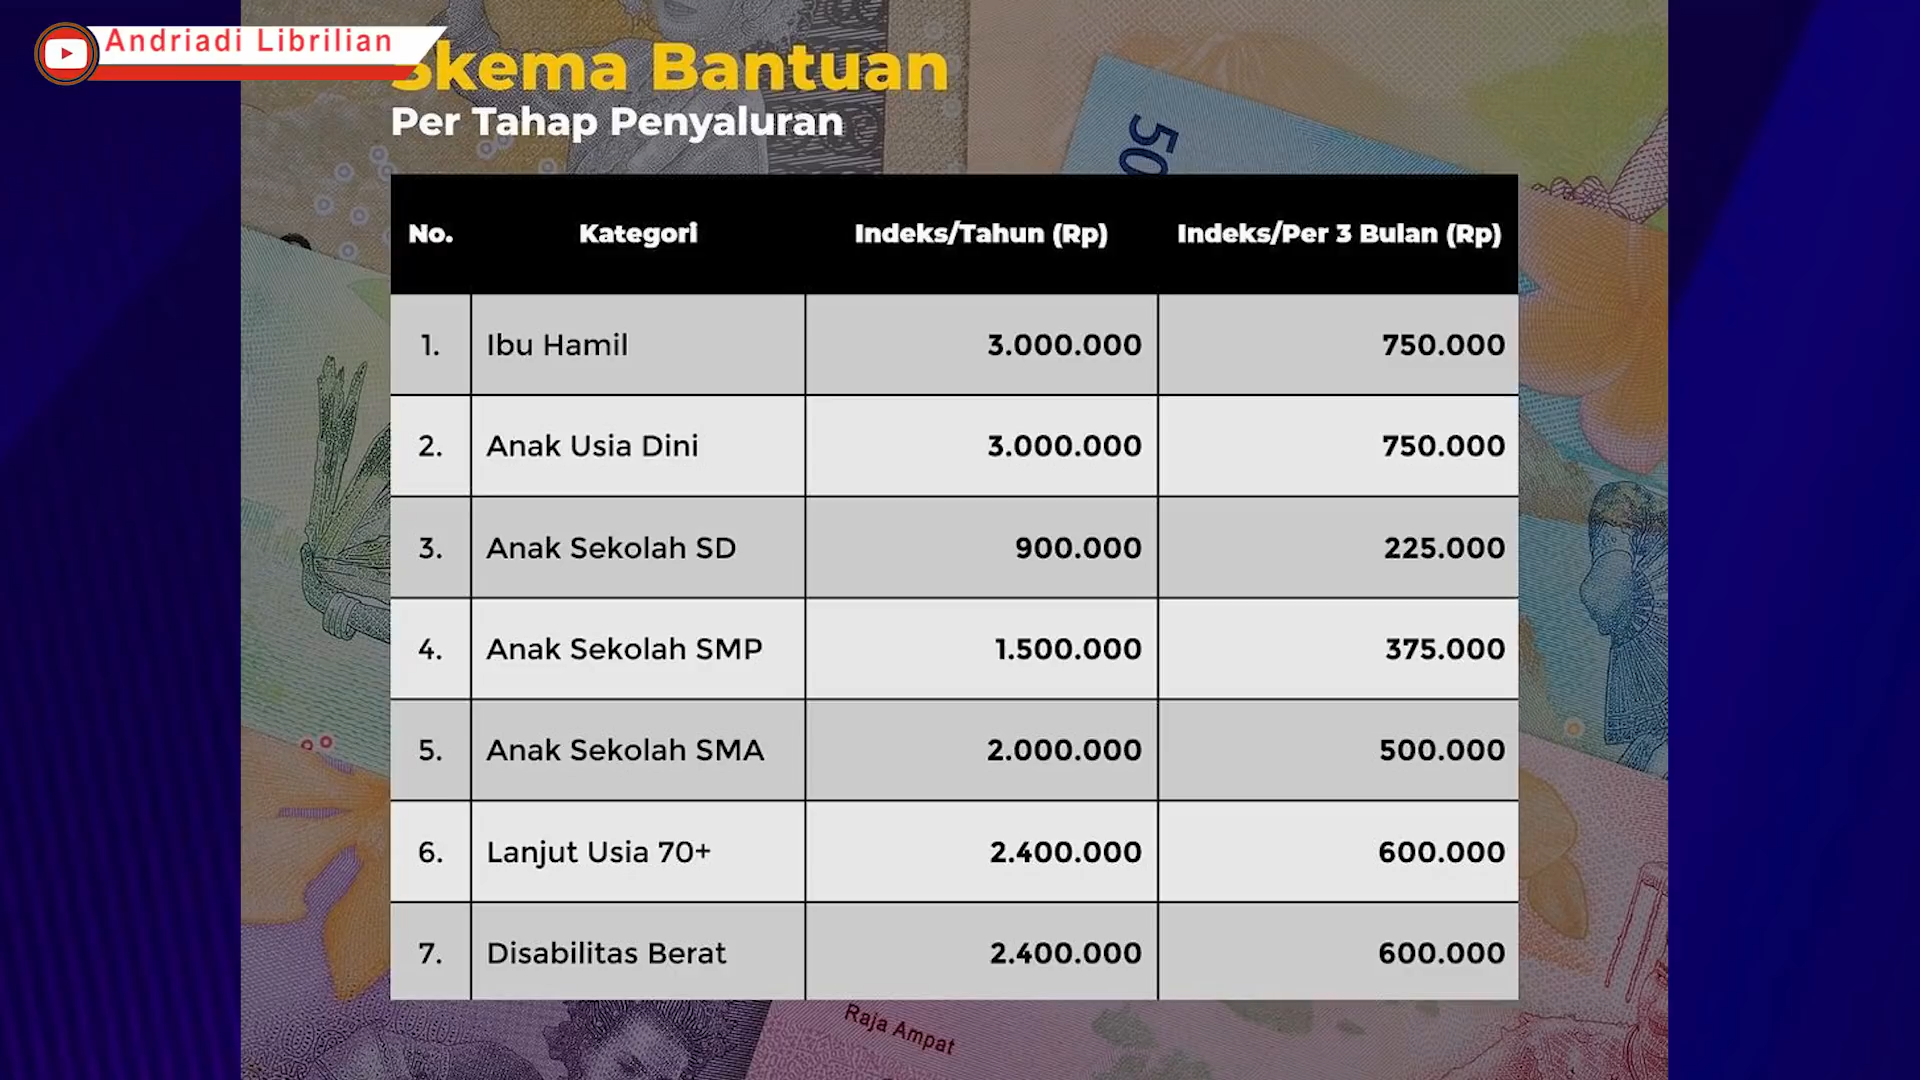 Andriadi Librilian
Skema Bantuan
Per Tahap Penyaluran
50
No. Kategori Indeks/Tahun (Rp) Indeks/Per 3 Bulan (Rp)
1. Ibu Hamil 3.000.000 750.000
2. Anak Usia Dini 3.000.000 750.000
3. Anak Sekolah SD 900.000 225.000
4. Anak Sekolah SMP 1.500.000 375.000
5. Anak Sekolah SMA 2.000.000 500.000
6. Lanjut Usia 70+ 2.400.000 600.000
7. Disabilitas Berat 2.400.000 600.000
Raja Ampat